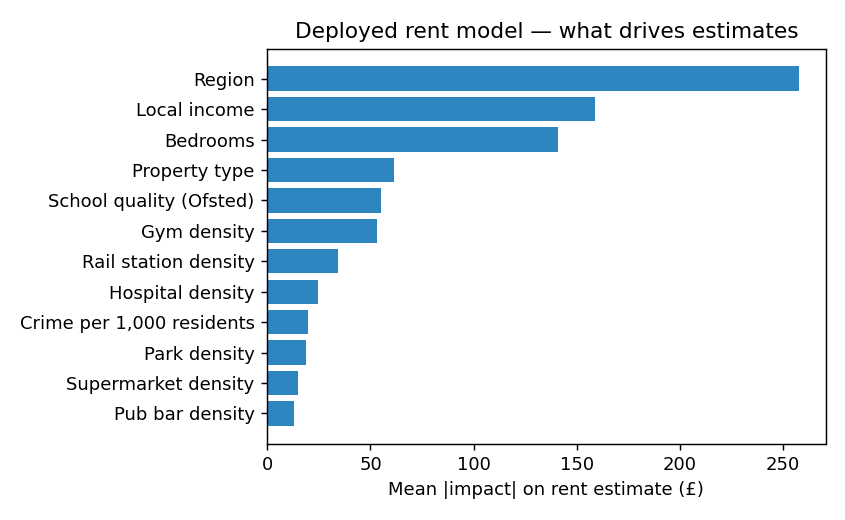 Deployed rent model — what drives estimates
Region
Local income
Bedrooms
Property type
School quality (Ofsted)
Gym density
Rail station density
Hospital density
Crime per 1,000 residents
Park density
Supermarket density
Pub bar density
0 50 100 150 200 250
Mean |impact| on rent estimate (£)